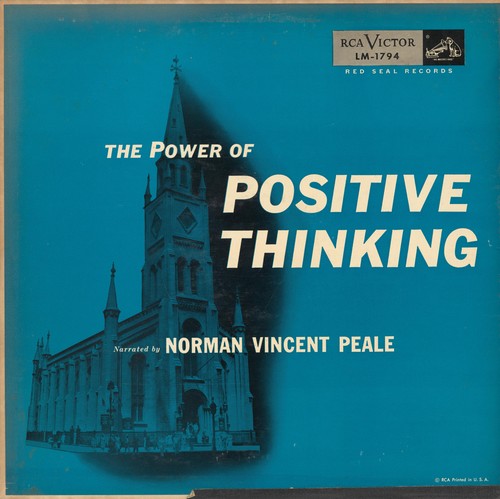 RCA VICTOR
LM-1794
RED SEAL RECORDS
THE POWER OF
POSITIVE
THINKING
Narrated by NORMAN VINCENT PEALE
© RCA Printed in U. S. A.